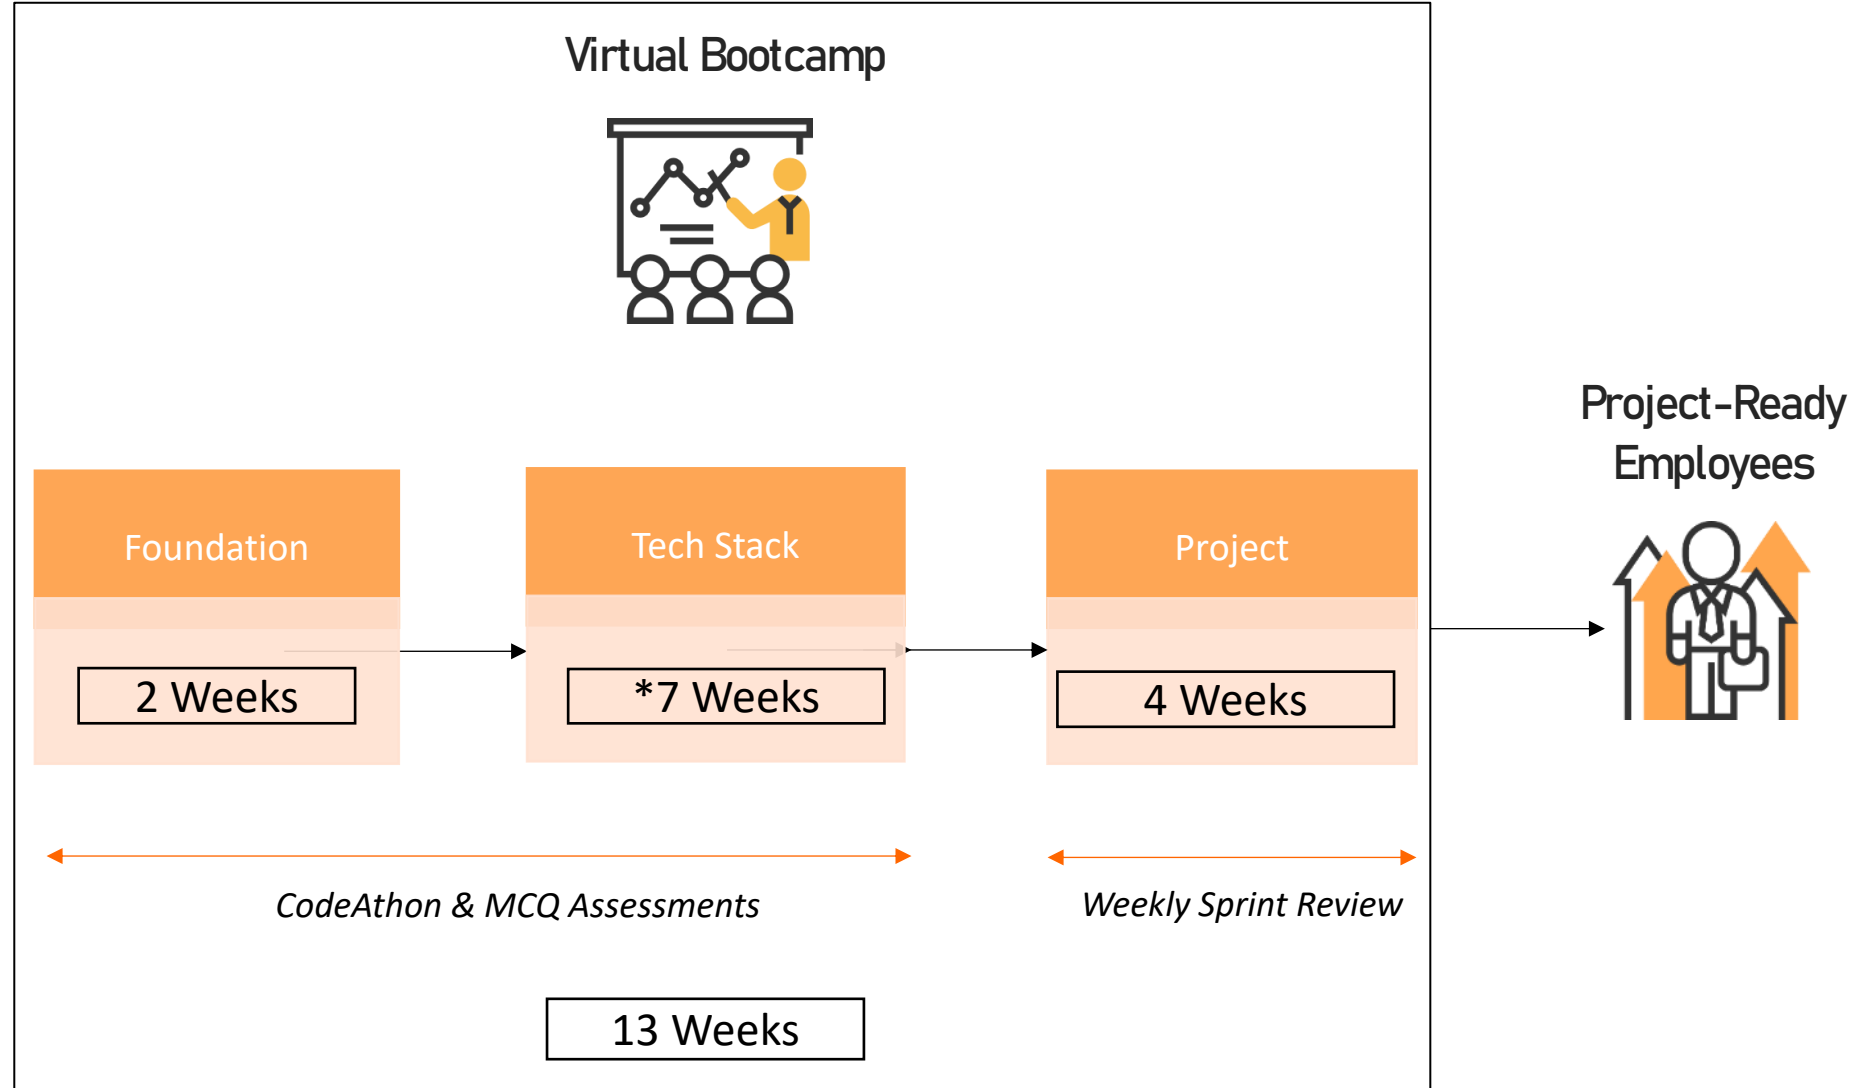 Virtual Bootcamp
Project-Ready
Employees
Foundation
Tech Stack
Project
2 Weeks
*7 Weeks
4 Weeks
CodeAthon & MCQ Assessments
Weekly Sprint Review
13 Weeks